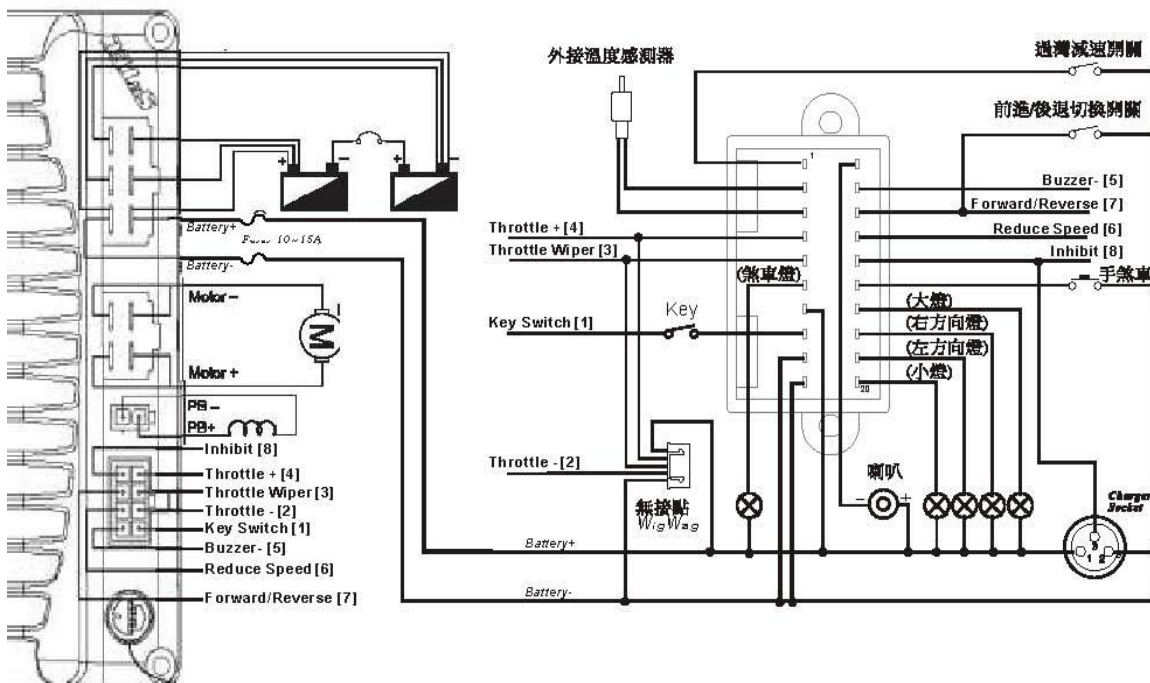 外接溫度感測器
過灣減速開關
前進/後退切換開關
1
Buzzer- [5]
Forward/Reverse [7]
Reduce Speed [6]
Inhibit [8]
手煞車
Throttle + [4]
Throttle Wiper [3]
(煞車燈)
(大燈)
Key
(右方向燈)
Key Switch [1]
(左方向燈)
(小燈)
20
+
-
+
-
Battery+
10~15A
Battery-
Motor -
-
M
Motor +
PB -
PB+
Inhibit [8]
Throttle + [4]
Throttle Wiper [3]
Throttle - [2]
Key Switch [1]
Buzzer- [5]
Reduce Speed [6]
Forward/Reverse [7]
Throttle - [2]
無接點
WigWag
喇叭
-
+
Charger
Socket
3
1
2
Battery+
Battery-